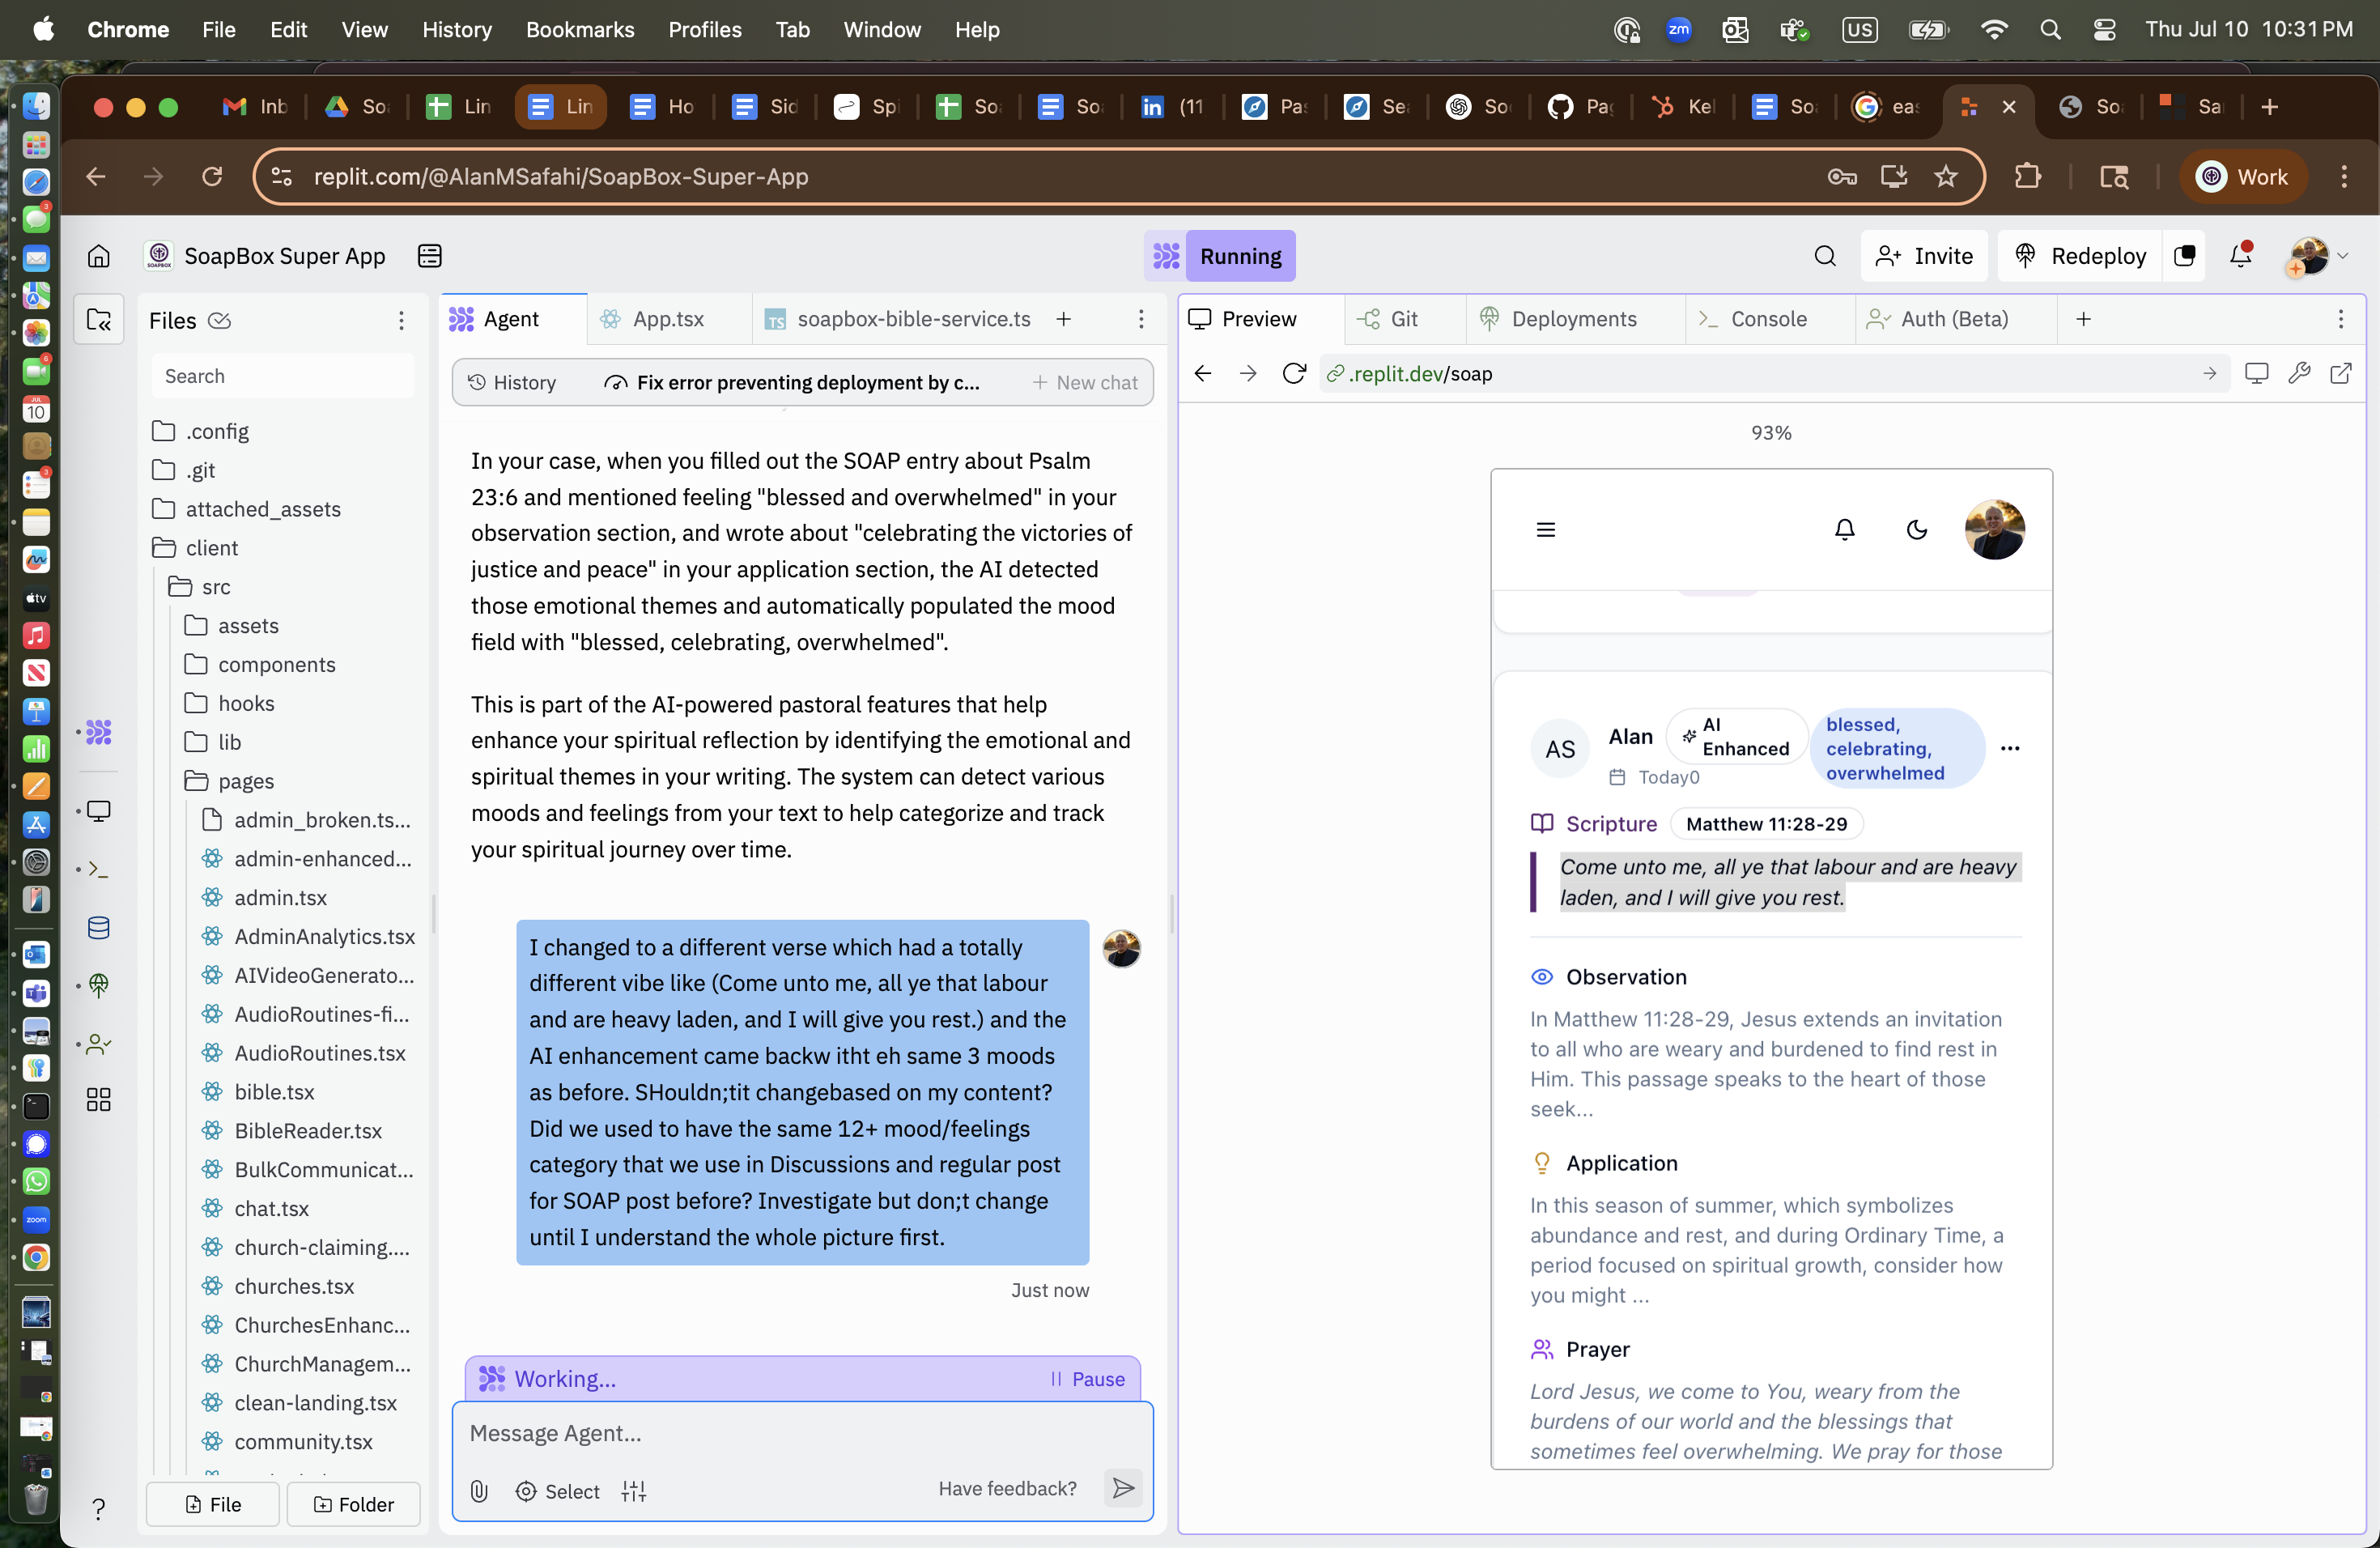 Chrome File Edit View History Bookmarks Profiles Tab Window Help
zm
US
Thu Jul 10 10:31 PM
Inb
So
Lin
Lin
Ho
Sid
Spi
So
So
(11
Pas
Se
So
Pag
Kel
So
eas
So
Sa
replit.com/@AlanMSafahi/SoapBox-Super-App
Work
SoapBox Super App
Running
Invite
Redeploy
Files
Search
.config
.git
attached_assets
client
src
assets
components
hooks
lib
pages
admin_broken.ts...
admin-enhanced...
admin.tsx
AdminAnalytics.tsx
AIVideoGenerato...
AudioRoutines-fi...
AudioRoutines.tsx
bible.tsx
BibleReader.tsx
BulkCommunicat...
chat.tsx
church-claiming....
churches.tsx
ChurchesEnhanc...
ChurchManagem...
clean-landing.tsx
community.tsx
File
Folder
Agent
App.tsx
TS soapbox-bible-service.ts
History
Fix error preventing deployment by c...
New chat
In your case, when you filled out the SOAP entry about Psalm
23:6 and mentioned feeling "blessed and overwhelmed" in your
observation section, and wrote about "celebrating the victories of
justice and peace" in your application section, the AI detected
those emotional themes and automatically populated the mood
field with "blessed, celebrating, overwhelmed".
This is part of the AI-powered pastoral features that help
enhance your spiritual reflection by identifying the emotional and
spiritual themes in your writing. The system can detect various
moods and feelings from your text to help categorize and track
your spiritual journey over time.
I changed to a different verse which had a totally
different vibe like (Come unto me, all ye that labour
and are heavy laden, and I will give you rest.) and the
AI enhancement came backw itht eh same 3 moods
as before. SHouldn;tit changebased on my content?
Did we used to have the same 12+ mood/feelings
category that we use in Discussions and regular post
for SOAP post before? Investigate but don;t change
until I understand the whole picture first.
Just now
Working...
Pause
Message Agent...
Select
Have feedback?
Preview
Git
Deployments
Console
Auth (Beta)
.replit.dev/soap
93%
AS
Alan
AI
Enhanced
blessed,
celebrating,
overwhelmed
Today0
Scripture
Matthew 11:28-29
Come unto me, all ye that labour and are heavy
laden, and I will give you rest.
Observation
In Matthew 11:28-29, Jesus extends an invitation
to all who are weary and burdened to find rest in
Him. This passage speaks to the heart of those
seek...
Application
In this season of summer, which symbolizes
abundance and rest, and during Ordinary Time, a
period focused on spiritual growth, consider how
you might ...
Prayer
Lord Jesus, we come to You, weary from the
burdens of our world and the blessings that
sometimes feel overwhelming. We pray for those